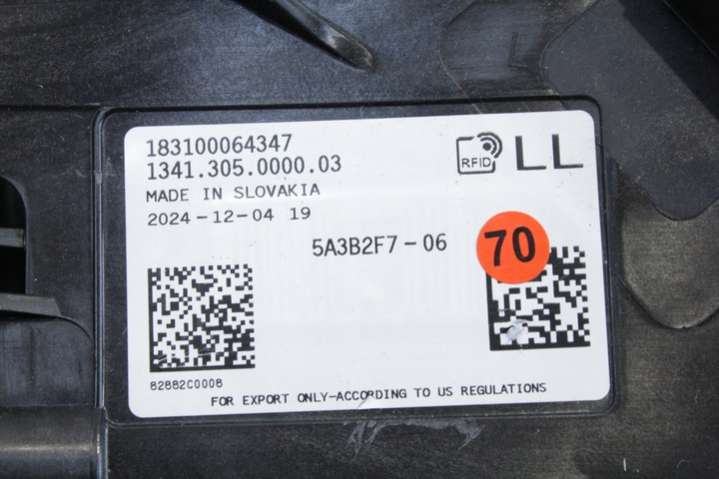 183100064347
1341.305.0000.03
RFID
LL
MADE IN SLOVAKIA
2024-12-04 19
5A3B2F7-06
70
82882C0008
FOR EXPORT ONLY-ACCORDING TO US REGULATIONS